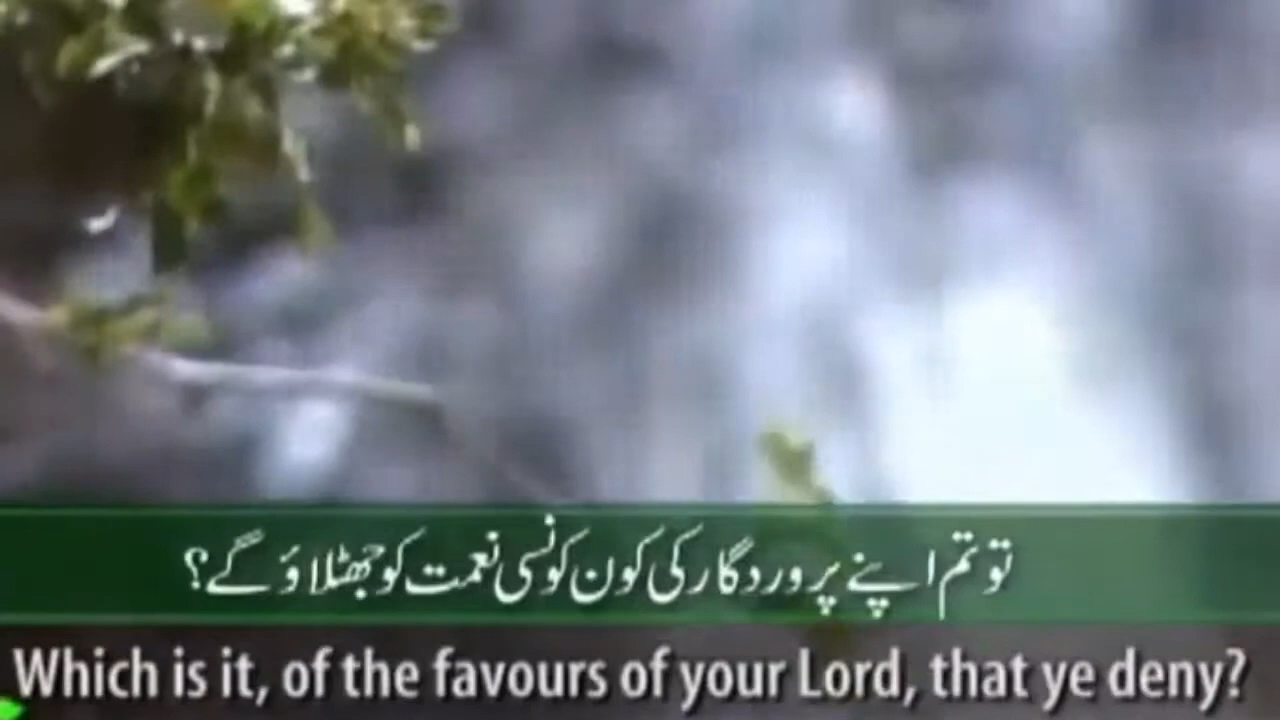 تو تم اپنے پروردگار کی کون کونسی نعمت کو جھٹلاؤ گے؟
Which is it, of the favours of your Lord, that ye deny?